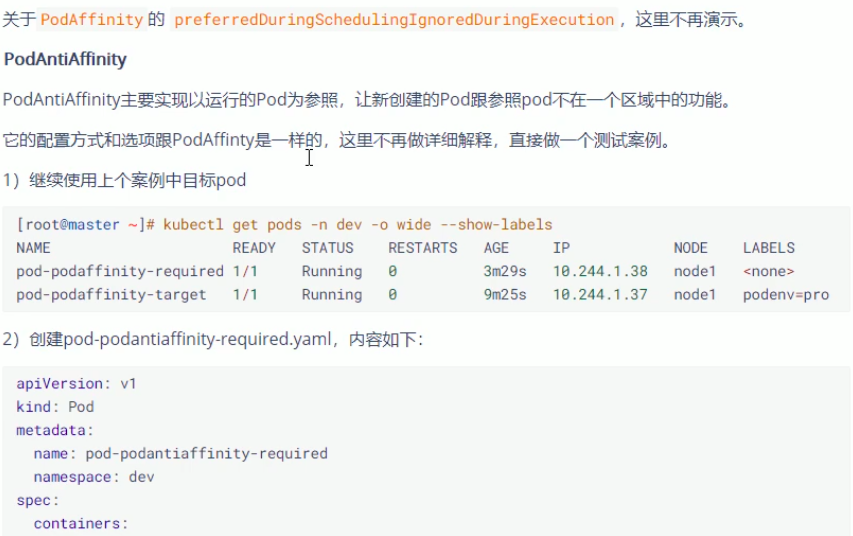 关于 PodAffinity 的 preferredDuringSchedulingIgnoredDuringExecution ，这里不再演示。
PodAntiAffinity
PodAntiAffinity主要实现以运行的Pod为参照，让新创建的Pod跟参照pod不在一个区域中的功能。
它的配置方式和选项跟PodAffinty是一样的，这里不再做详细解释，直接做一个测试案例。
1）继续使用上个案例中目标pod
[root@master ~]# kubectl get pods -n dev -o wide --show-labels
NAME READY STATUS RESTARTS AGE IP NODE LABELS
pod-podaffinity-required 1/1 Running 0 3m29s 10.244.1.38 node1 <none>
pod-podaffinity-target 1/1 Running 0 9m25s 10.244.1.37 node1 podenv=pro
2）创建pod-podantiaffinity-required.yaml，内容如下：
apiVersion: v1
kind: Pod
metadata:
  name: pod-podantiaffinity-required
  namespace: dev
spec:
  containers: